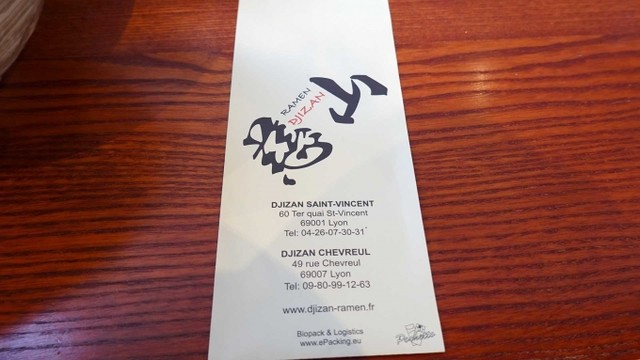 RAMEN
DJIZAN
DJIZAN SAINT-VINCENT
60 Ter quai St-Vincent
69001 Lyon
Tel: 04-26-07-30-31
DJIZAN CHEVREUL
49 rue Chevreul
69007 Lyon
Tel: 09-80-99-12-63
www.djizan-ramen.fr
Biopack & Logistics
www.ePacking.eu